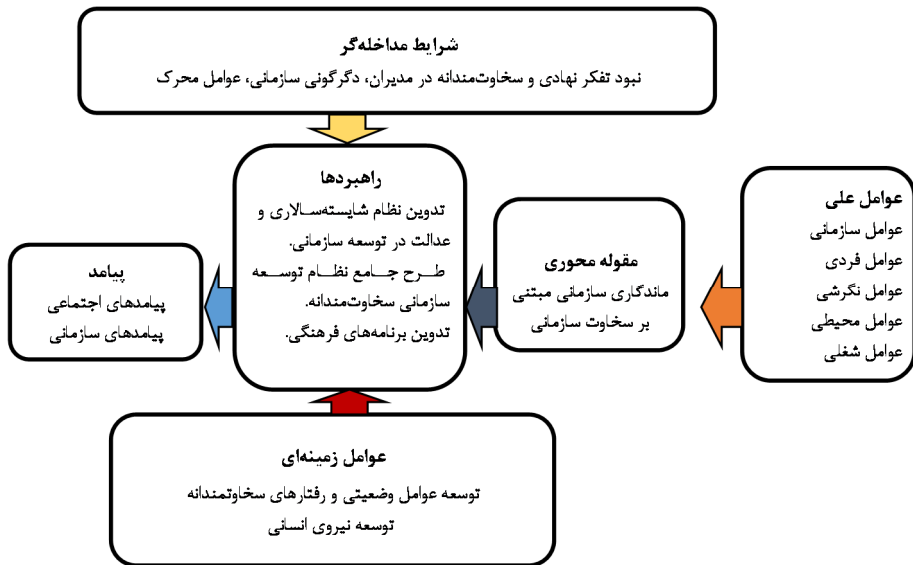 شرایط مداخله‌گر
نبود تفکر نهادی و سخاوت‌مندانه در مدیران، دگرگونی سازمانی، عوامل محرک
عوامل علی
عوامل سازمانی
عوامل فردی
عوامل نگرشی
عوامل محیطی
عوامل شغلی
مقوله محوری
ماندگاری سازمانی مبتنی
بر سخاوت سازمانی
راهبردها
تدوین نظام شایسته‌سالاری و
عدالت در توسعه سازمانی.
طرح جامع نظام توسعه
سازمانی سخاوت‌مندانه.
تدوین برنامه‌های فرهنگی.
پیامد
پیامدهای اجتماعی
پیامدهای سازمانی
عوامل زمینه‌ای
توسعه عوامل وضعیتی و رفتارهای سخاوتمندانه
توسعه نیروی انسانی